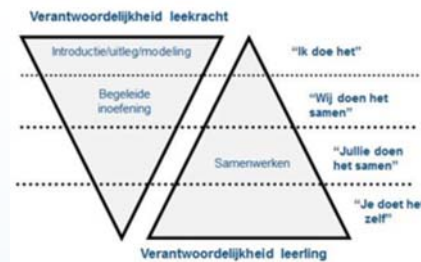 Verantwoordelijkheid leekracht
Introductie/uitleg/modeling
"Ik doe het"
Begeleide
inoefening
"Wij doen het
samen"
Samenwerken
"Jullie doen
het samen"
"Je doet het
zelf"
Verantwoordelijkheid leerling